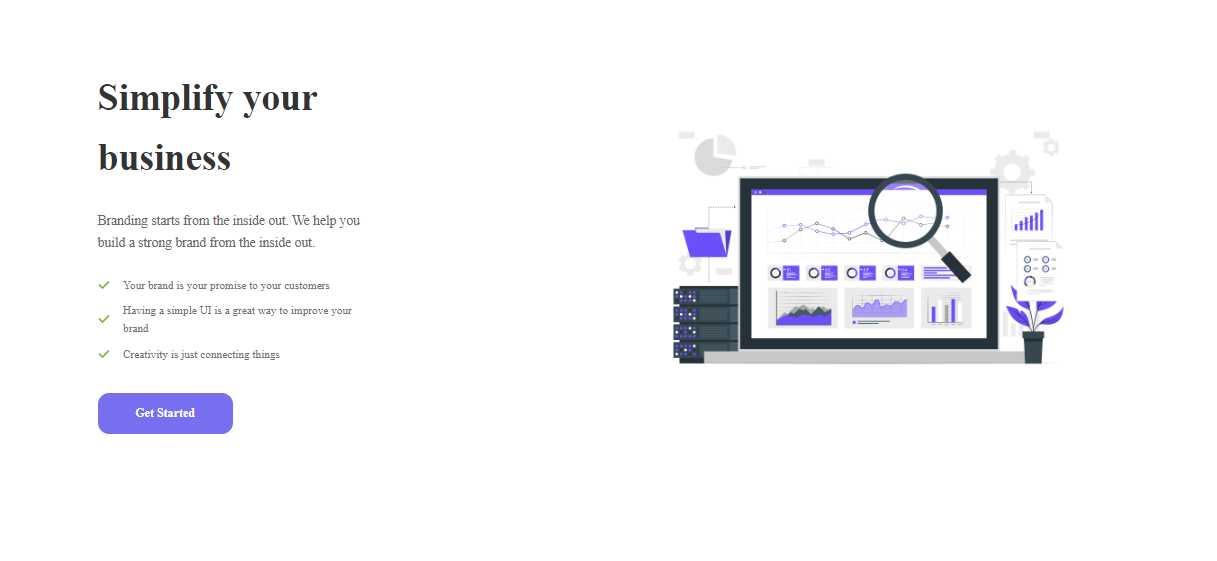 Simplify your
business
Branding starts from the inside out. We help you
build a strong brand from the inside out.
Your brand is your promise to your customers
Having a simple UI is a great way to improve your
brand
Creativity is just connecting things
Get Started